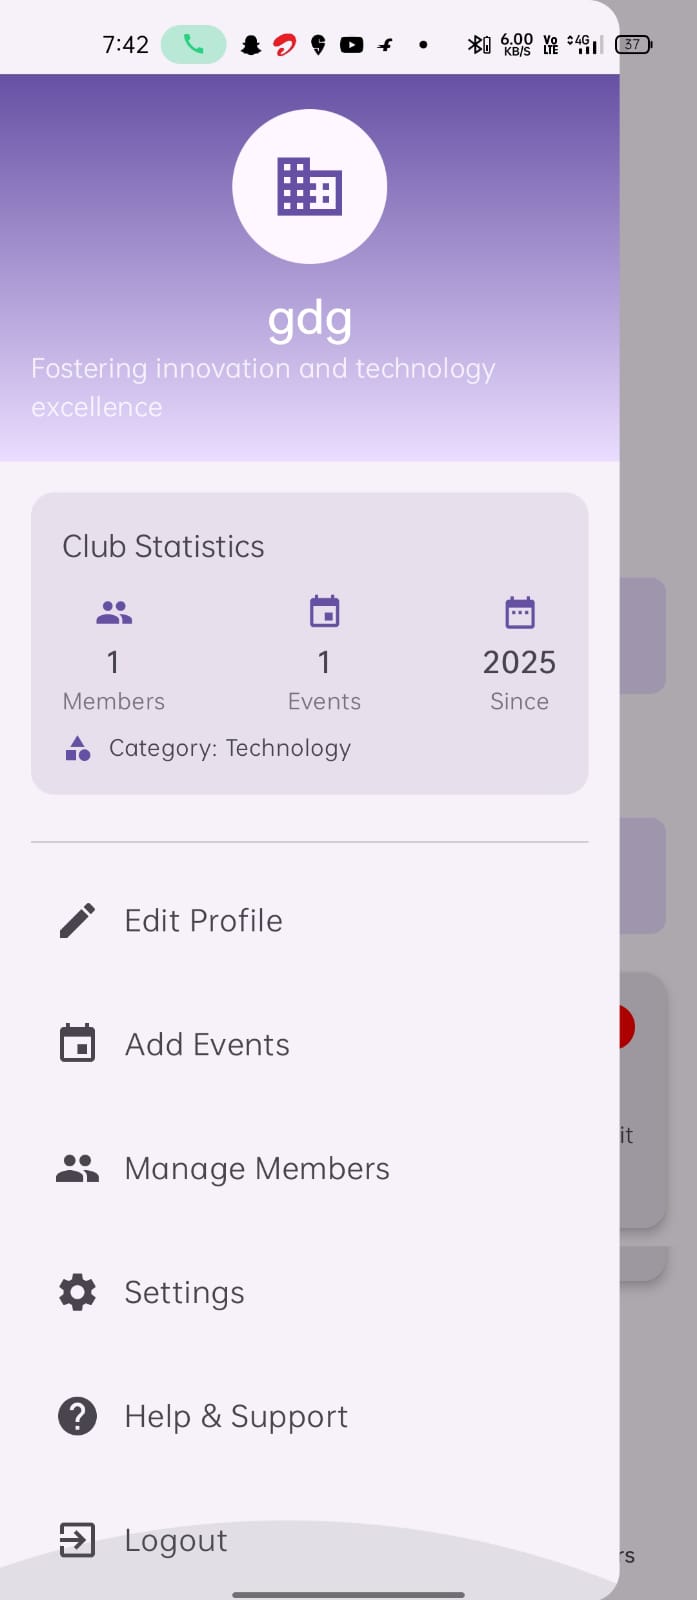 7:42
6.00
KB/S
Vo
LTE
4G
37
gdg
Fostering innovation and technology
excellence
Club Statistics
1
1
2025
Members
Events
Since
Category: Technology
Edit Profile
Add Events
Manage Members
it
Settings
Help & Support
Logout
rs